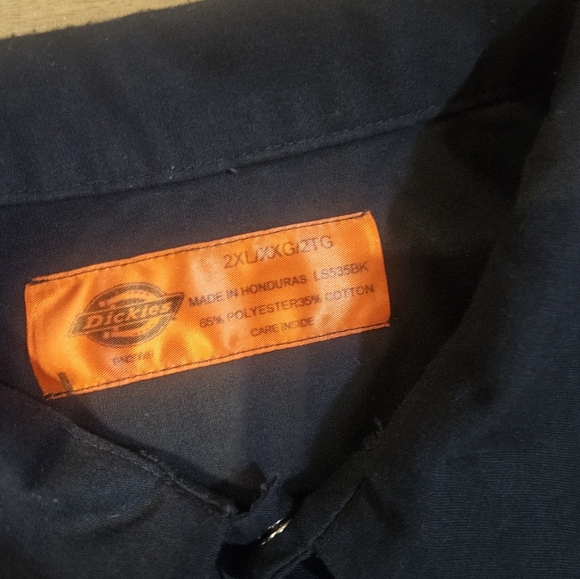 2XL/XXG/2TG
MADE IN HONDURAS LS535BK
65% POLYESTER35% COTTON
CARE INSIDE
Dickies